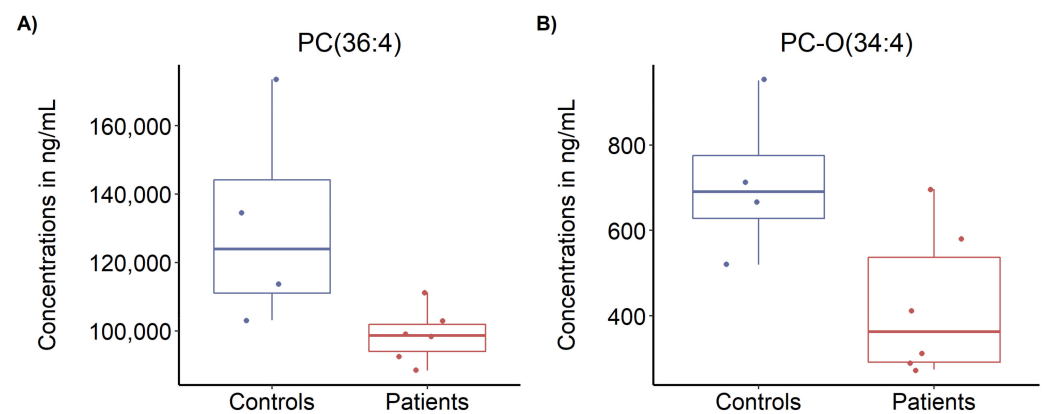 A)
PC(36:4)
Concentrations in ng/mL
160,000
140,000
120,000
100,000
Controls Patients
B)
PC-O(34:4)
Concentrations in ng/mL
800
600
400
Controls Patients